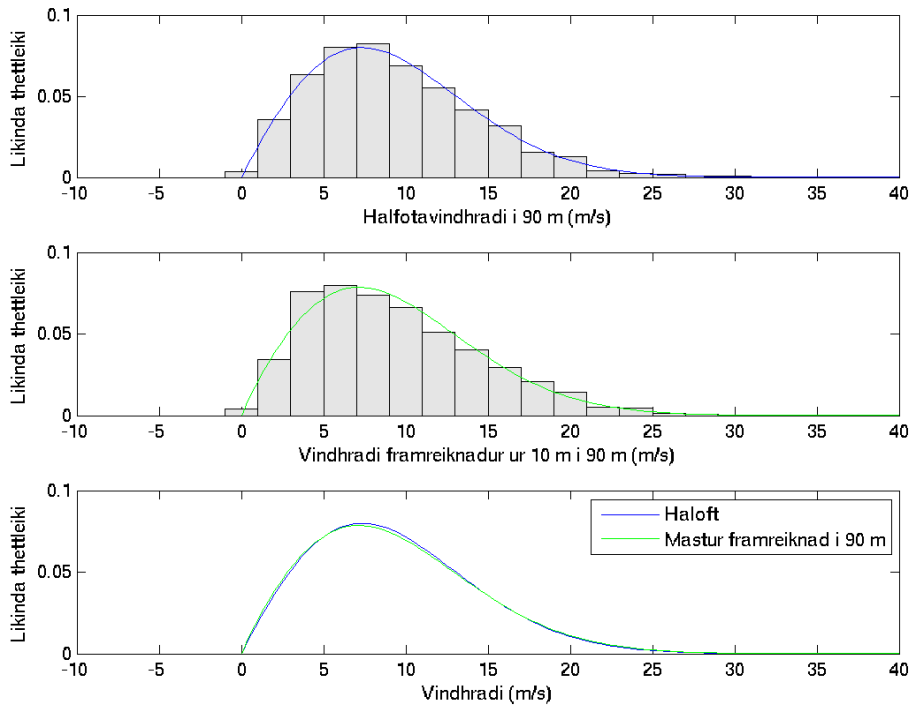 0.1
0.05
0
Likinda thettleiki
-10 -5 0 5 10 15 20 25 30 35 40
Halfotavindhradi i 90 m (m/s)
0.1
0.05
0
Likinda thettleiki
-10 -5 0 5 10 15 20 25 30 35 40
Vindhradi framreiknadur ur 10 m i 90 m (m/s)
0.1
0.05
0
Likinda thettleiki
Haloft
Mastur framreiknad i 90 m
-10 -5 0 5 10 15 20 25 30 35 40
Vindhradi (m/s)